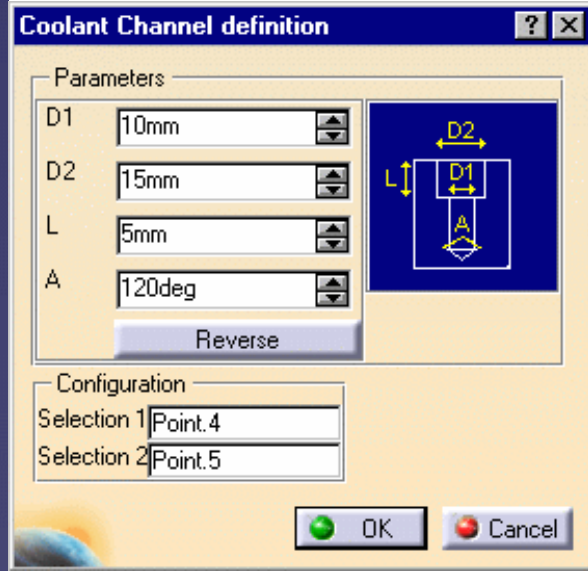 Coolant Channel definition
Parameters
D1 10mm
D2 15mm
L 5mm
A 120deg
Reverse
D2
D1
L
A
Configuration
Selection 1 Point.4
Selection 2 Point.5
OK Cancel